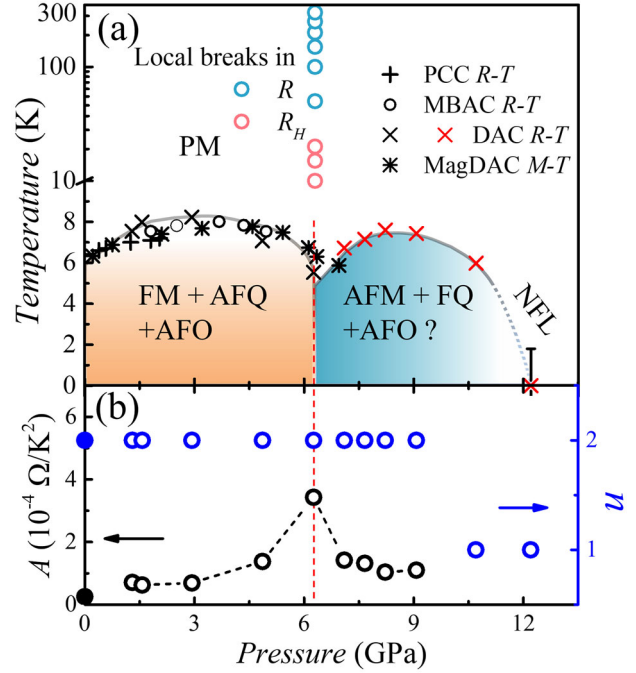 (a)
300
100
10
8
6
4
2
0
Temperature (K)
Local breaks in
R
R_H
PM
PCC R-T
MBAC R-T
DAC R-T
MagDAC M-T
FM + AFQ
+AFO
AFM + FQ
+AFO ?
NFL
(b)
6
4
2
0
A (10⁻⁴ Ω/K²)
2
1
n
0 3 6 9 12
Pressure (GPa)